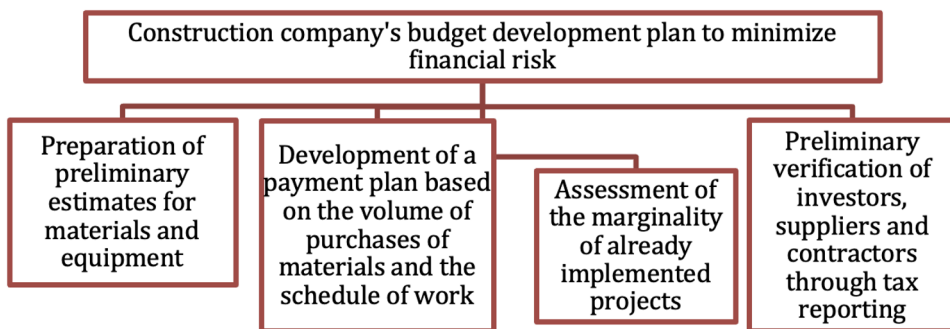 Construction company's budget development plan to minimize
financial risk
Preparation of
preliminary
estimates for
materials and
equipment
Development of a
payment plan based
on the volume of
purchases of
materials and the
schedule of work
Assessment of
the marginality
of already
implemented
projects
Preliminary
verification of
investors,
suppliers and
contractors
through tax
reporting